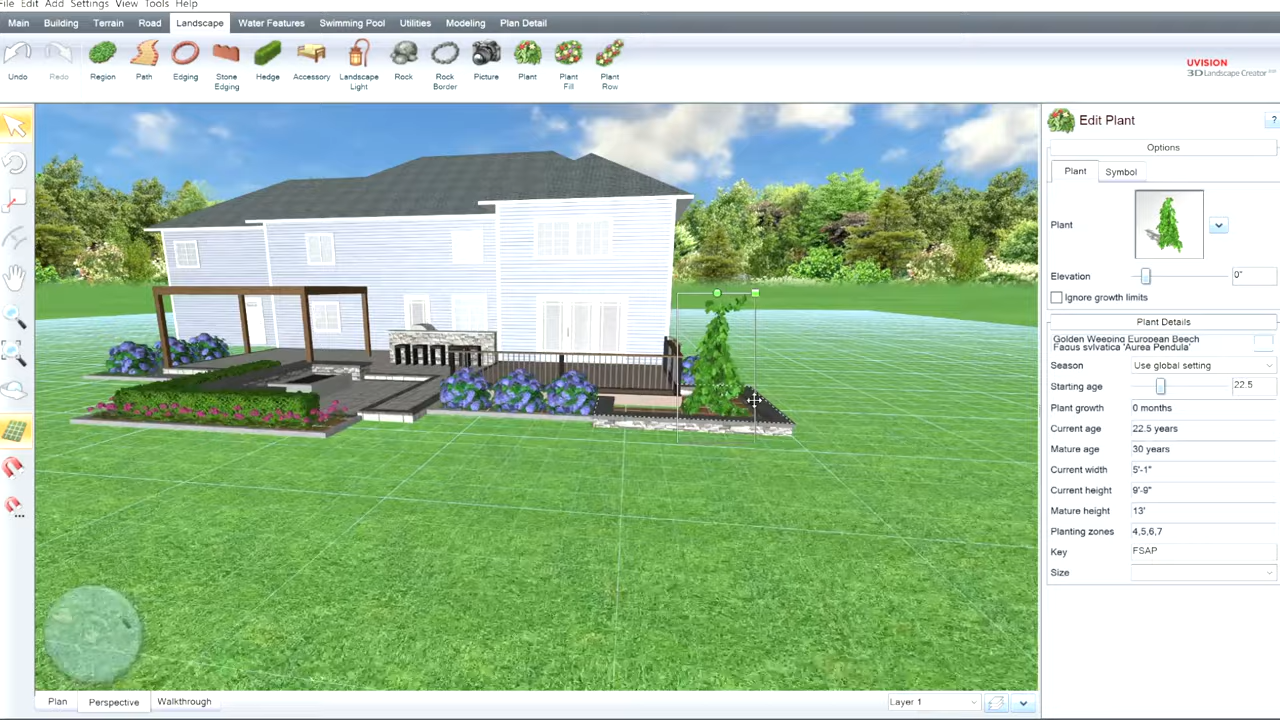 File Edit Add Settings View Tools Help
Main Building Terrain Road Landscape Water Features Swimming Pool Utilities Modeling Plan Detail
Undo Redo Region Path Edging Stone Edging Hedge Accessory Landscape Light Rock Rock Border Picture Plant Plant Fill Plant Row
UVISION
3D Landscape Creator
Edit Plant ?
Options
Plant Symbol
Plant
Elevation 0"
Ignore growth limits
Plant Details
Golden Weeping European Beech
Fagus sylvatica 'Aurea Pendula'
Season Use global setting
Starting age 22.5
Plant growth 0 months
Current age 22.5 years
Mature age 30 years
Current width 5'-1"
Current height 9'-9"
Mature height 13'
Planting zones 4,5,6,7
Key FSAP
Size
Plan Perspective Walkthrough Layer 1